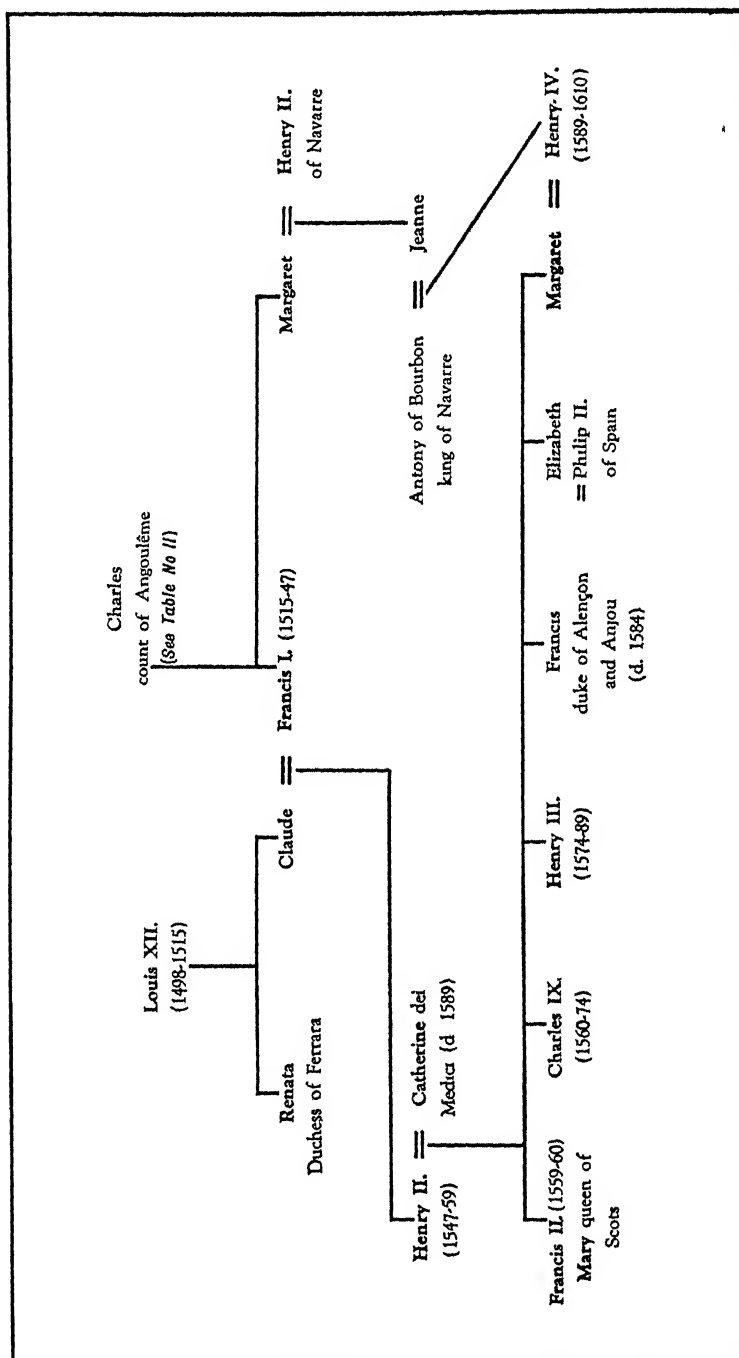 Charles
count of Angoulême
(See Table No II)
Louis XII.
(1498-1515)
Renata
Duchess of Ferrara
Claude
=
Francis I. (1515-47)
Margaret
=
Henry II.
of Navarre
Henry II.
(1547-59)
=
Catherine dei
Medici (d 1589)
Antony of Bourbon
king of Navarre
=
Jeanne
Francis II. (1559-60)
Mary queen of
Scots
Charles IX.
(1560-74)
Henry III.
(1574-89)
Francis
duke of Alençon
and Anjou
(d. 1584)
Elizabeth
= Philip II.
of Spain
Margaret
=
Henry-IV.
(1589-1610)